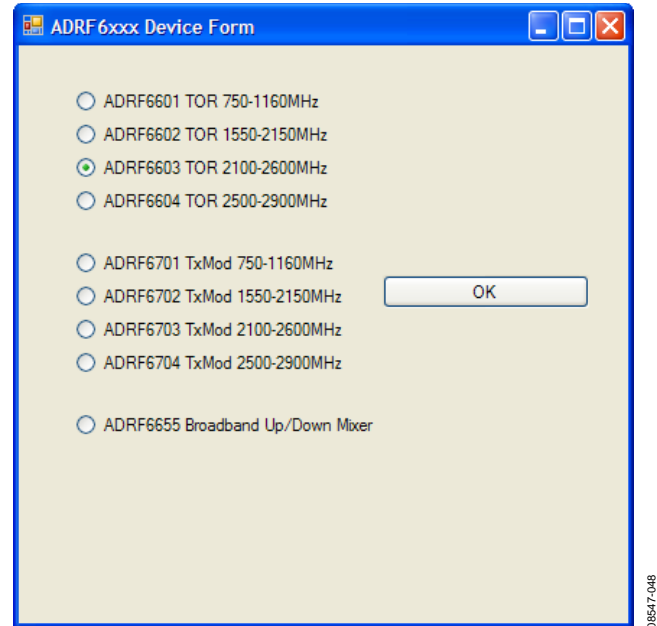 ADRF6xxx Device Form
ADRF6601 TOR 750-1160MHz
ADRF6602 TOR 1550-2150MHz
ADRF6603 TOR 2100-2600MHz
ADRF6604 TOR 2500-2900MHz
ADRF6701 TxMod 750-1160MHz
ADRF6702 TxMod 1550-2150MHz
OK
ADRF6703 TxMod 2100-2600MHz
ADRF6704 TxMod 2500-2900MHz
ADRF6655 Broadband Up/Down Mixer
08547-048